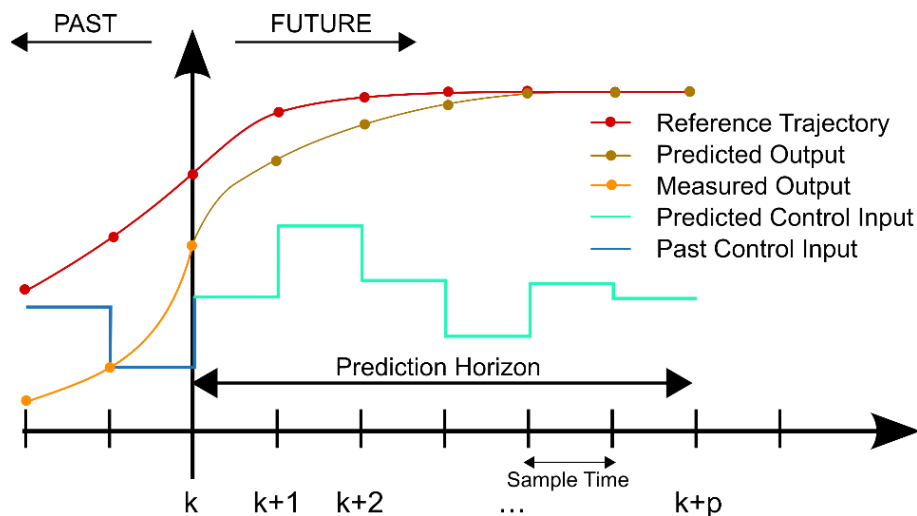 PAST
FUTURE
Reference Trajectory
Predicted Output
Measured Output
Predicted Control Input
Past Control Input
Prediction Horizon
Sample Time
k
k+1
k+2
...
k+p